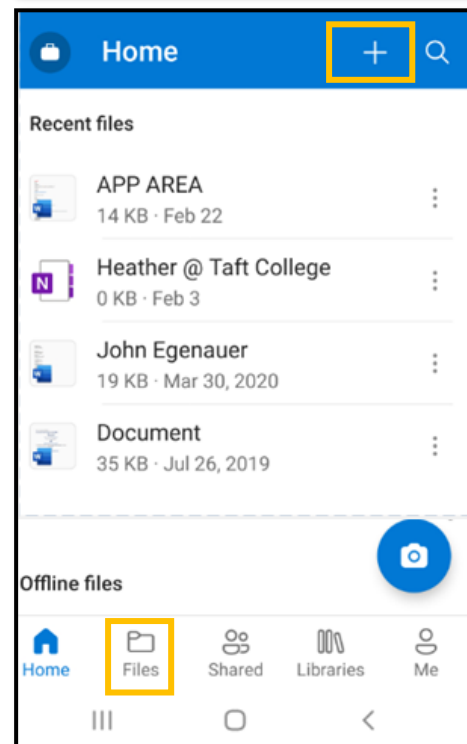 Home
Recent files
APP AREA
14 KB · Feb 22
Heather @ Taft College
N
0 KB · Feb 3
John Egenauer
19 KB · Mar 30, 2020
Document
35 KB · Jul 26, 2019
Offline files
Home Files Shared Libraries Me